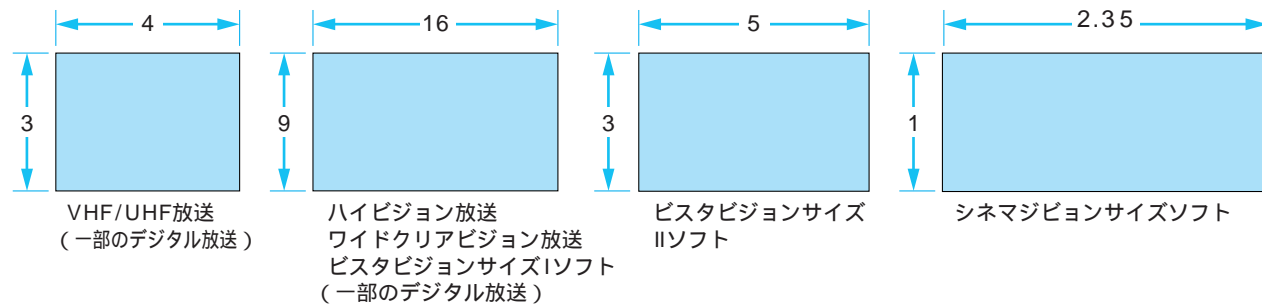 4
3
VHF/UHF放送
(一部のデジタル放送)
16
9
ハイビジョン放送
ワイドクリアビジョン放送
ビスタビジョンサイズIソフト
(一部のデジタル放送)
5
3
ビスタビジョンサイズ
IIソフト
2.35
1
シネマジビョンサイズソフト